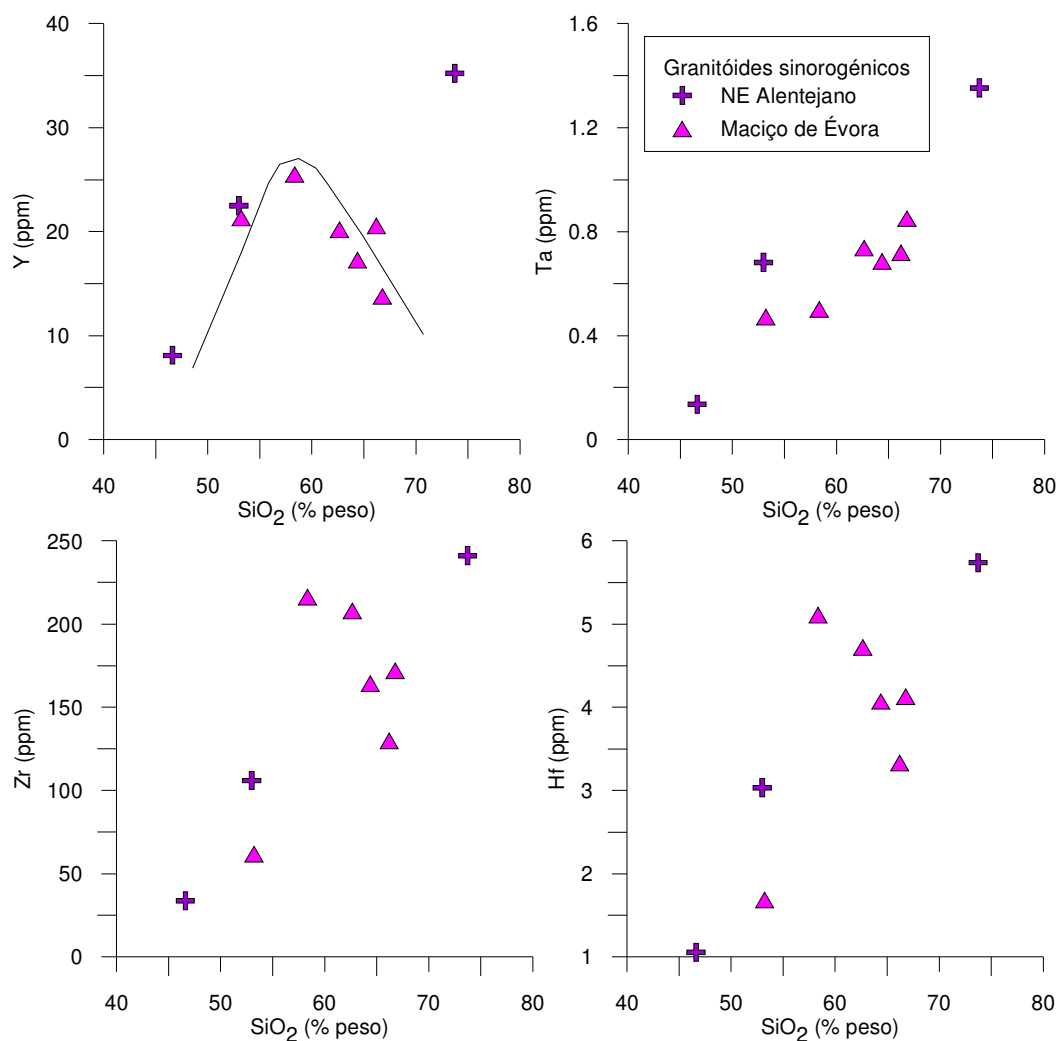 40
30
20
10
0
Y (ppm)
40 50 60 70 80
SiO2 (% peso)
1.6
1.2
0.8
0.4
0
Ta (ppm)
40 50 60 70 80
SiO2 (% peso)
Granitóides sinorogénicos
NE Alentejano
Maciço de Évora
250
200
150
100
50
0
Zr (ppm)
40 50 60 70 80
SiO2 (% peso)
6
5
4
3
2
1
Hf (ppm)
40 50 60 70 80
SiO2 (% peso)